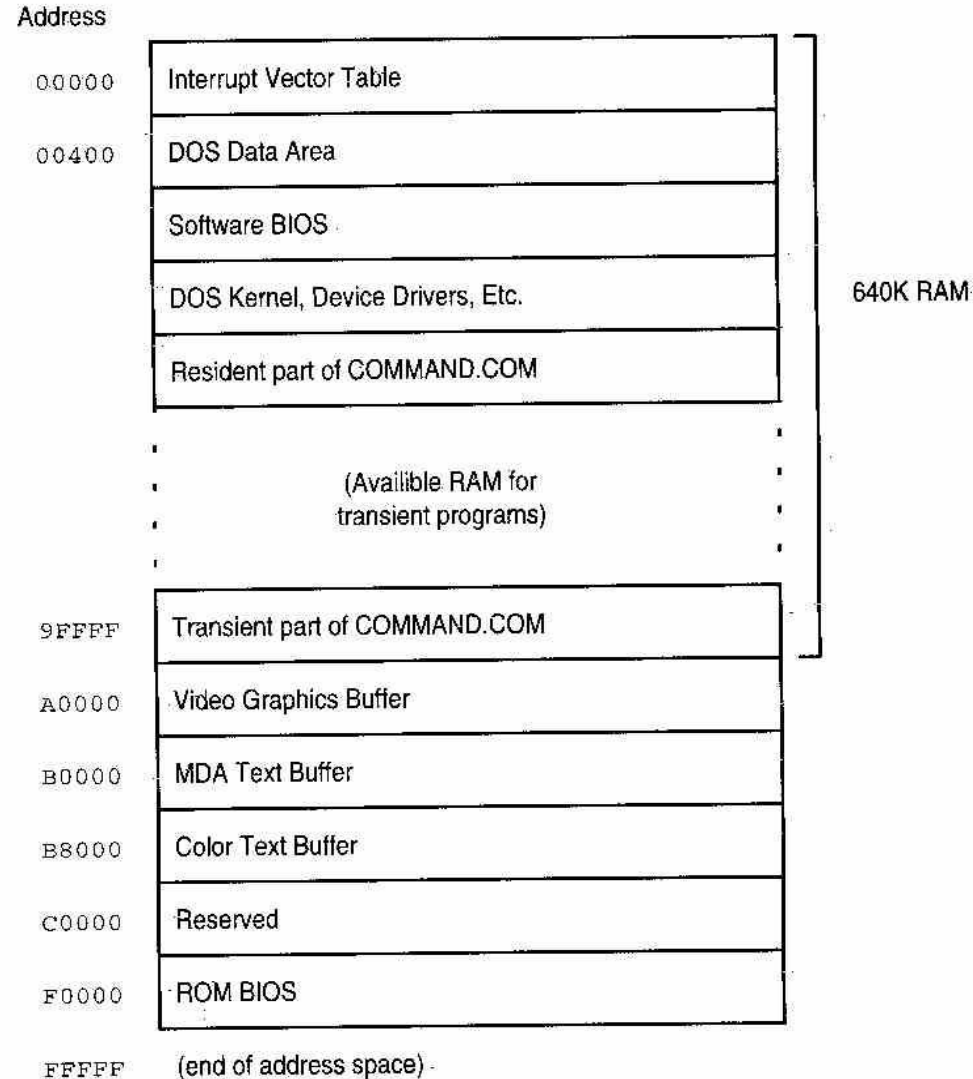 Address
00000 Interrupt Vector Table
00400 DOS Data Area
Software BIOS
DOS Kernel, Device Drivers, Etc.
640K RAM
Resident part of COMMAND.COM
(Availible RAM for
transient programs)
9FFFF Transient part of COMMAND.COM
A0000 Video Graphics Buffer
B0000 MDA Text Buffer
B8000 Color Text Buffer
C0000 Reserved
F0000 ROM BIOS
FFFFF (end of address space)